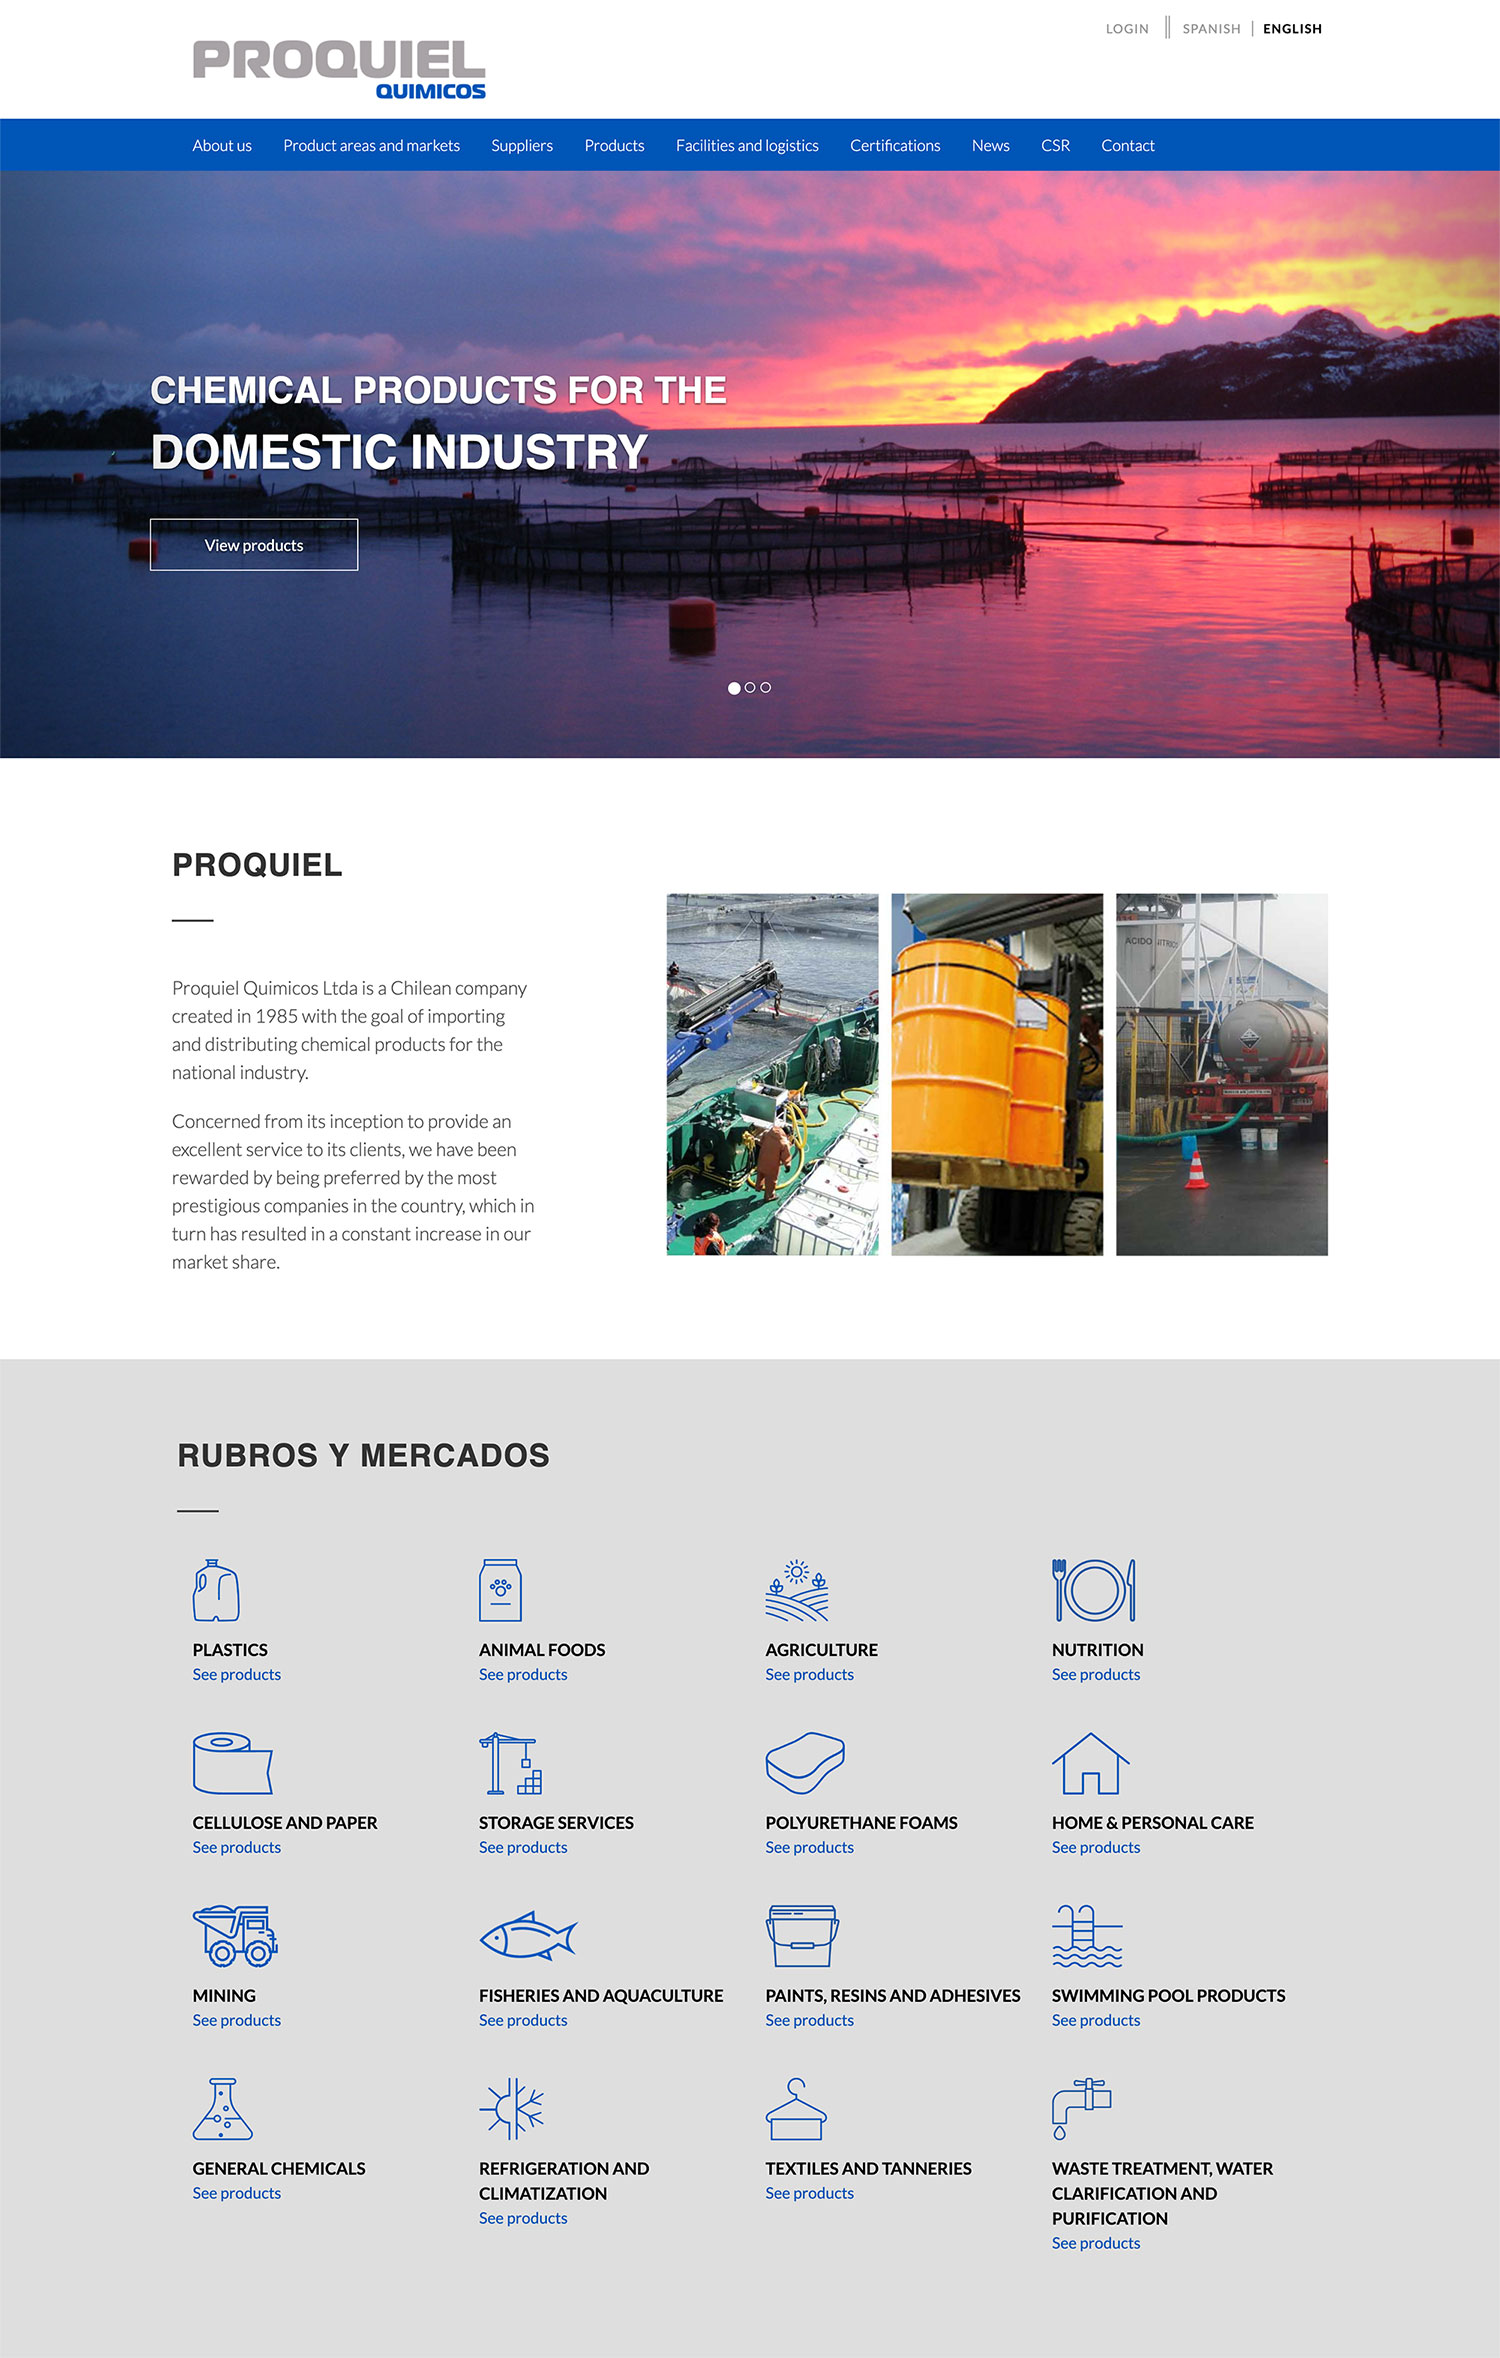 LOGIN
SPANISH | ENGLISH
PROQUIEL
QUIMICOS
About us Product areas and markets Suppliers Products Facilities and logistics Certifications News CSR Contact
CHEMICAL PRODUCTS FOR THE
DOMESTIC INDUSTRY
View products
PROQUIEL
Proquiel Quimicos Ltda is a Chilean company
created in 1985 with the goal of importing
and distributing chemical products for the
national industry.
Concerned from its inception to provide an
excellent service to its clients, we have been
rewarded by being preferred by the most
prestigious companies in the country, which in
turn has resulted in a constant increase in our
market share.
ACIDO
RUBROS Y MERCADOS
PLASTICS
See products
ANIMAL FOODS
See products
AGRICULTURE
See products
NUTRITION
See products
CELLULOSE AND PAPER
See products
STORAGE SERVICES
See products
POLYURETHANE FOAMS
See products
HOME & PERSONAL CARE
See products
MINING
See products
FISHERIES AND AQUACULTURE
See products
PAINTS, RESINS AND ADHESIVES
See products
SWIMMING POOL PRODUCTS
See products
GENERAL CHEMICALS
See products
REFRIGERATION AND
CLIMATIZATION
See products
TEXTILES AND TANNERIES
See products
WASTE TREATMENT, WATER
CLARIFICATION AND
PURIFICATION
See products